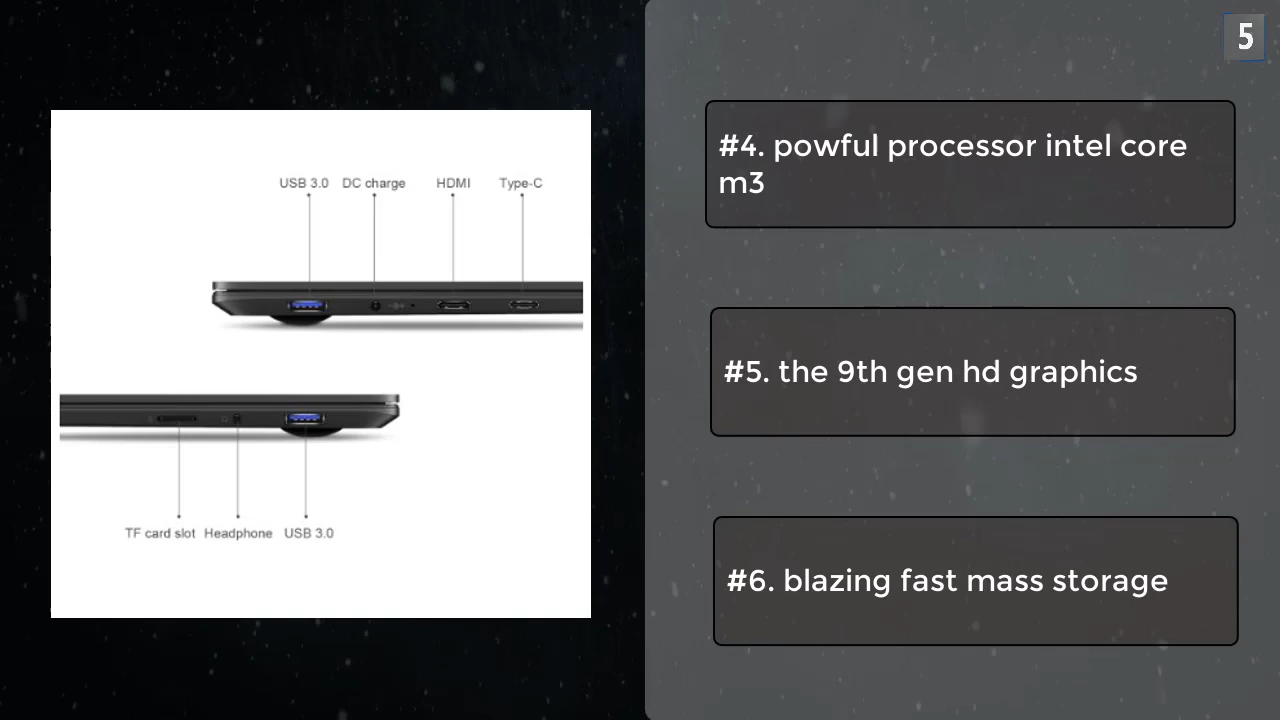 5
USB 3.0 DC charge HDMI Type-C
TF card slot Headphone USB 3.0
#4. powful processor intel core
m3
#5. the 9th gen hd graphics
#6. blazing fast mass storage